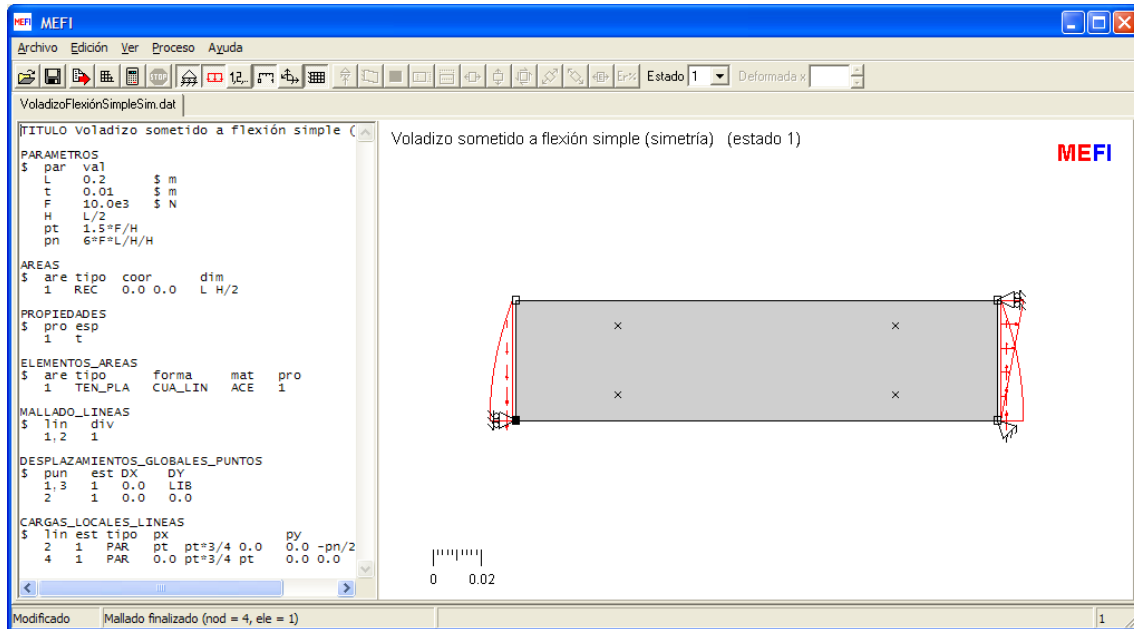 MEFI MEFI
Archivo Edición Ver Proceso Ayuda
STOP 1,2,.. Er% Estado 1 Deformada x
VoladizoFlexiónSimpleSim.dat
TITULO Voladizo sometido a flexión simple (
PARAMETROS
$ par val
L 0.2 $ m
t 0.01 $ m
F 10.0e3 $ N
H L/2
pt 1.5*F/H
pn 6*F*L/H/H
AREAS
$ are tipo coor dim
1 REC 0.0 0.0 L H/2
PROPIEDADES
$ pro esp
1 t
ELEMENTOS_AREAS
$ are tipo forma mat pro
1 TEN_PLA CUA_LIN ACE 1
MALLADO_LINEAS
$ lin div
1,2 1
DESPLAZAMIENTOS_GLOBALES_PUNTOS
$ pun est DX DY
1,3 1 0.0 LIB
2 1 0.0 0.0
CARGAS_LOCALES_LINEAS
$ lin est tipo px py
2 1 PAR pt pt*3/4 0.0 0.0 -pn/2
4 1 PAR 0.0 pt*3/4 pt 0.0 0.0
Voladizo sometido a flexión simple (simetría) (estado 1)
MEFI
0 0.02
Modificado Mallado finalizado (nod = 4, ele = 1) 1